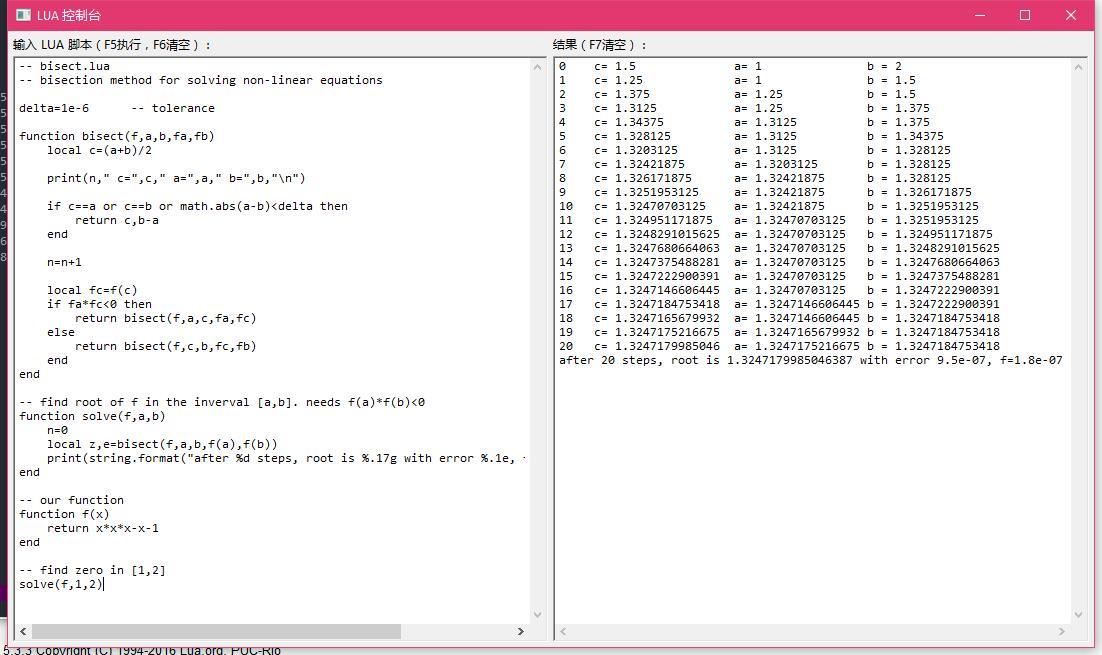 LUA 控制台
输入 LUA 脚本（F5执行，F6清空）：
-- bisect.lua
-- bisection method for solving non-linear equations
delta=1e-6      -- tolerance
function bisect(f,a,b,fa,fb)
    local c=(a+b)/2
    print(n," c=",c," a=",a," b=",b,"\n")
    if c==a or c==b or math.abs(a-b)<delta then
        return c,b-a
    end
    n=n+1
    local fc=f(c)
    if fa*fc<0 then
        return bisect(f,a,c,fa,fc)
    else
        return bisect(f,c,b,fc,fb)
    end
end
-- find root of f in the inverval [a,b]. needs f(a)*f(b)<0
function solve(f,a,b)
    n=0
    local z,e=bisect(f,a,b,f(a),f(b))
    print(string.format("after %d steps, root is %.17g with error %.1e,
end
-- our function
function f(x)
    return x*x*x-x-1
end
-- find zero in [1,2]
solve(f,1,2)
结果（F7清空）：
0    c= 1.5              a= 1               b = 2
1    c= 1.25             a= 1               b = 1.5
2    c= 1.375            a= 1.25            b = 1.5
3    c= 1.3125           a= 1.25            b = 1.375
4    c= 1.34375          a= 1.3125          b = 1.375
5    c= 1.328125         a= 1.3125          b = 1.34375
6    c= 1.3203125        a= 1.3125          b = 1.328125
7    c= 1.32421875       a= 1.3203125       b = 1.328125
8    c= 1.326171875      a= 1.32421875      b = 1.328125
9    c= 1.3251953125     a= 1.32421875      b = 1.326171875
10   c= 1.32470703125    a= 1.32421875      b = 1.3251953125
11   c= 1.324951171875   a= 1.32470703125   b = 1.3251953125
12   c= 1.3248291015625  a= 1.32470703125   b = 1.324951171875
13   c= 1.3247680664063  a= 1.32470703125   b = 1.3248291015625
14   c= 1.3247375488281  a= 1.32470703125   b = 1.3247680664063
15   c= 1.3247222900391  a= 1.32470703125   b = 1.3247375488281
16   c= 1.3247146606445  a= 1.32470703125   b = 1.3247222900391
17   c= 1.3247184753418  a= 1.3247146606445 b = 1.3247222900391
18   c= 1.3247165679932  a= 1.3247146606445 b = 1.3247184753418
19   c= 1.3247175216675  a= 1.3247165679932 b = 1.3247184753418
20   c= 1.3247179985046  a= 1.3247175216675 b = 1.3247184753418
after 20 steps, root is 1.3247179985046387 with error 9.5e-07, f=1.8e-07
5.3.3 Copyright (C) 1994-2016 Lua.org, PUC-Rio